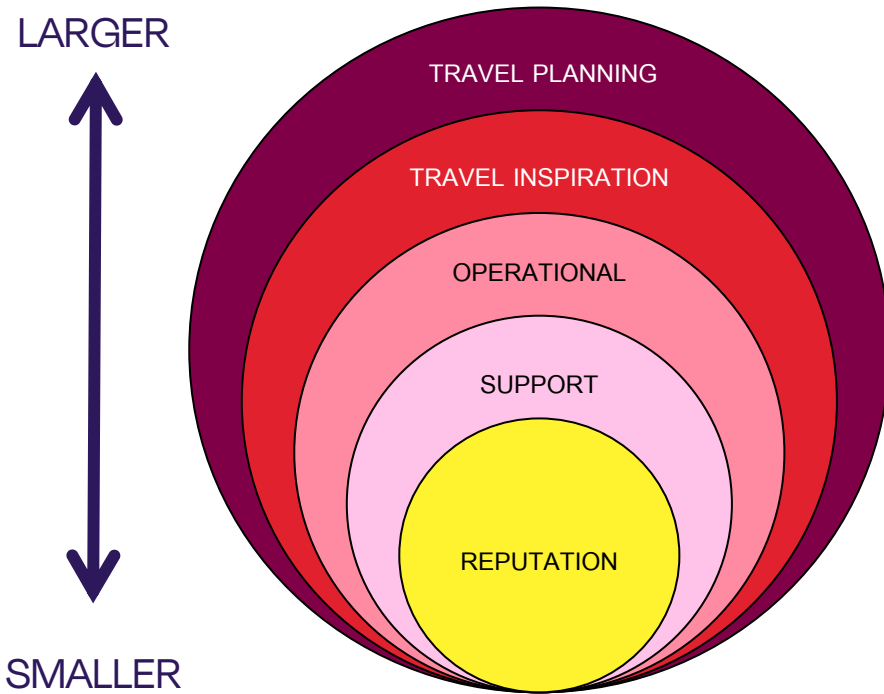 LARGER
TRAVEL PLANNING
TRAVEL INSPIRATION
OPERATIONAL
SUPPORT
REPUTATION
SMALLER